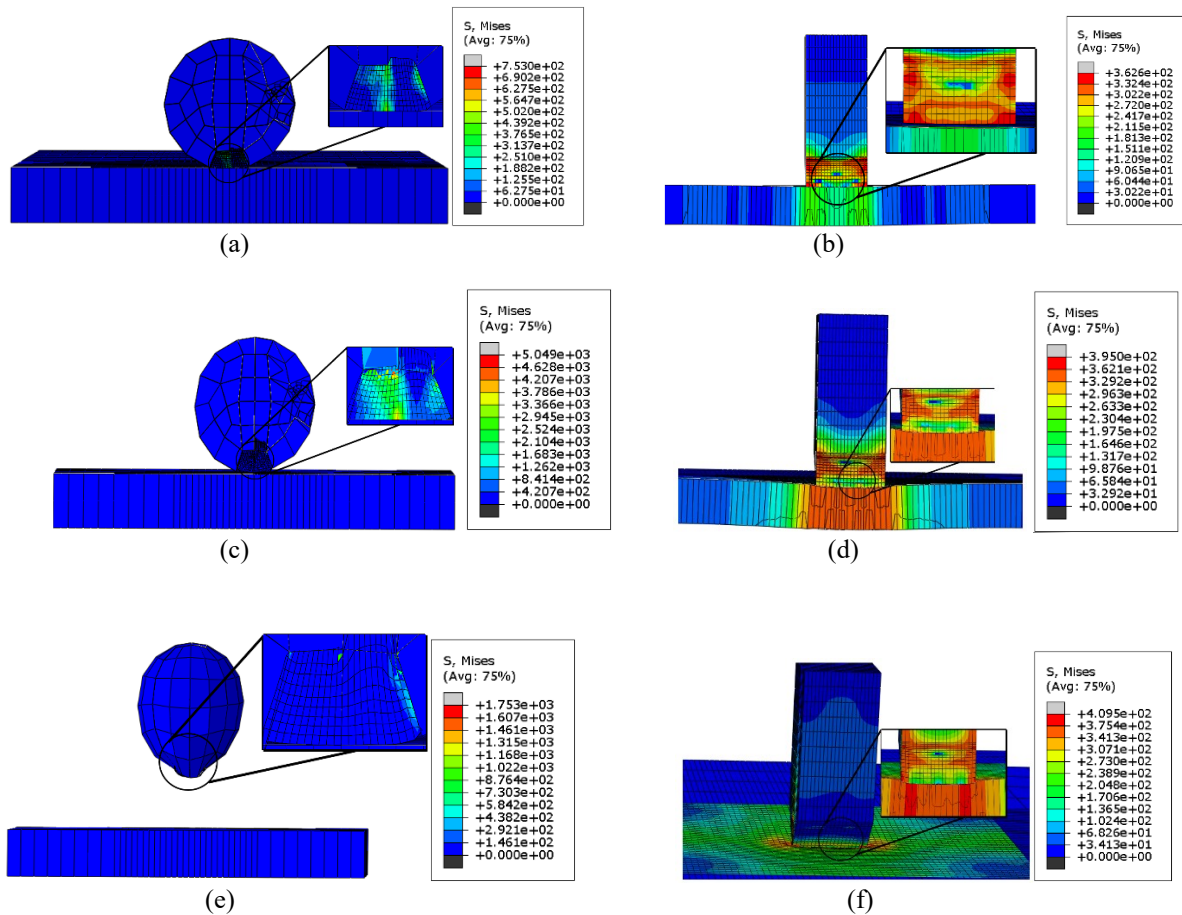 S, Mises
(Avg: 75%)
+7.530e+02
+6.902e+02
+6.275e+02
+5.647e+02
+5.020e+02
+4.392e+02
+3.765e+02
+3.137e+02
+2.510e+02
+1.882e+02
+1.255e+02
+6.275e+01
+0.000e+00
(a)
S, Mises
(Avg: 75%)
+3.626e+02
+3.324e+02
+3.022e+02
+2.720e+02
+2.417e+02
+2.115e+02
+1.813e+02
+1.511e+02
+1.209e+02
+9.065e+01
+6.044e+01
+3.022e+01
+0.000e+00
(b)
S, Mises
(Avg: 75%)
+5.049e+03
+4.628e+03
+4.207e+03
+3.786e+03
+3.366e+03
+2.945e+03
+2.524e+03
+2.104e+03
+1.683e+03
+1.262e+03
+8.414e+02
+4.207e+02
+0.000e+00
(c)
S, Mises
(Avg: 75%)
+3.950e+02
+3.621e+02
+3.292e+02
+2.963e+02
+2.633e+02
+2.304e+02
+1.975e+02
+1.646e+02
+1.317e+02
+9.876e+01
+6.584e+01
+3.292e+01
+0.000e+00
(d)
S, Mises
(Avg: 75%)
+1.753e+03
+1.607e+03
+1.461e+03
+1.315e+03
+1.168e+03
+1.022e+03
+8.764e+02
+7.303e+02
+5.842e+02
+4.382e+02
+2.921e+02
+1.461e+02
+0.000e+00
(e)
S, Mises
(Avg: 75%)
+4.095e+02
+3.754e+02
+3.413e+02
+3.071e+02
+2.730e+02
+2.389e+02
+2.048e+02
+1.706e+02
+1.365e+02
+1.024e+02
+6.826e+01
+3.413e+01
+0.000e+00
(f)